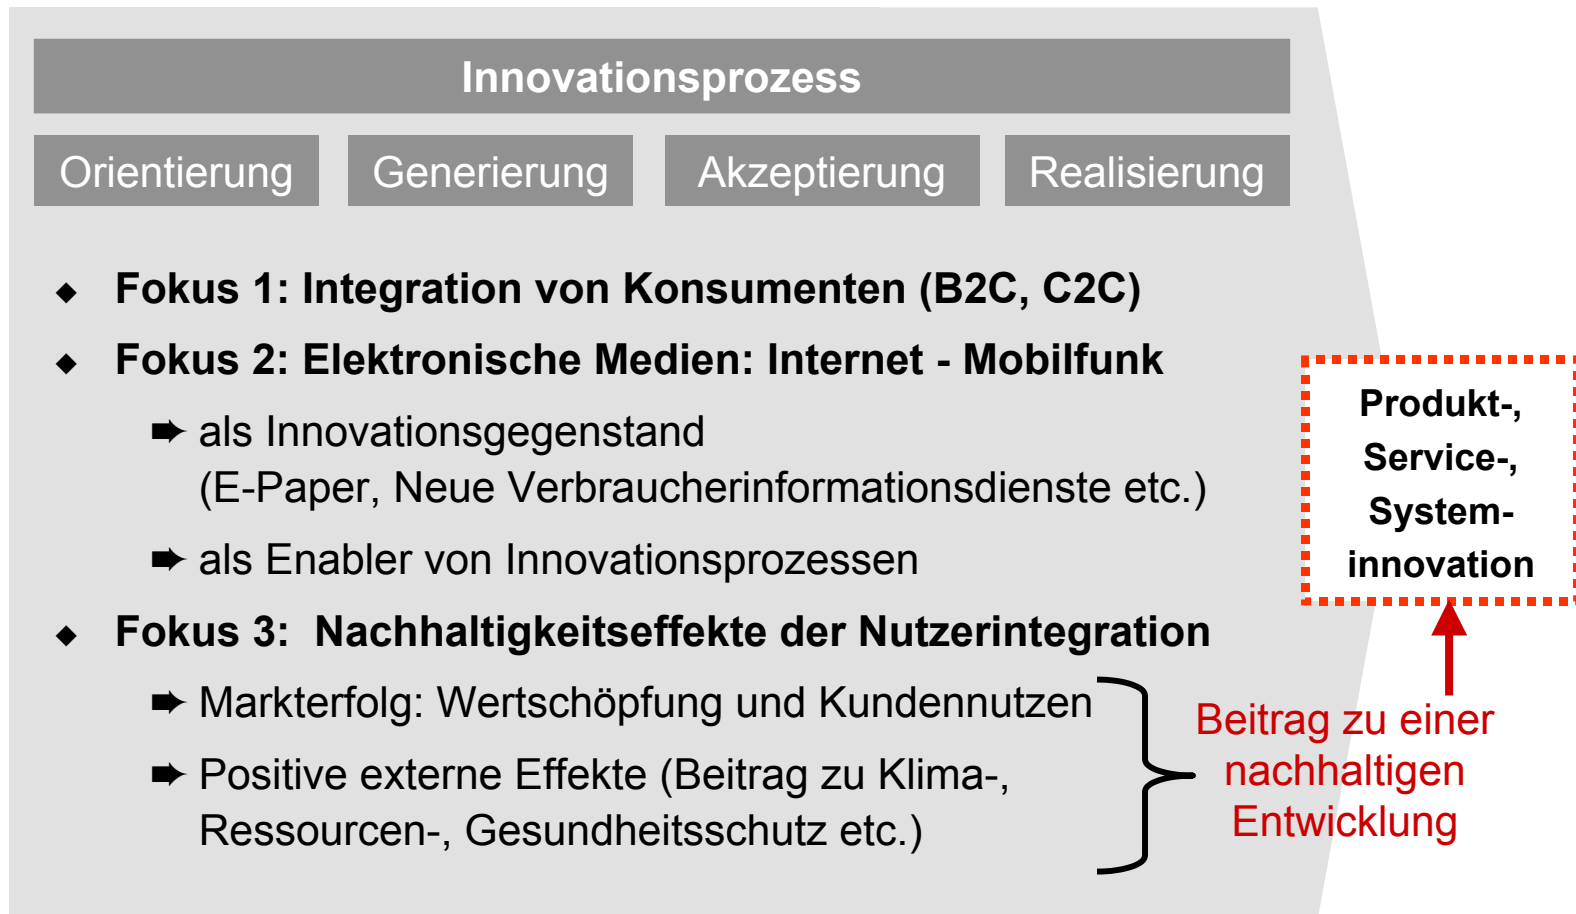 Innovationsprozess
Orientierung Generierung Akzeptierung Realisierung
◆ Fokus 1: Integration von Konsumenten (B2C, C2C)
◆ Fokus 2: Elektronische Medien: Internet - Mobilfunk
➨ als Innovationsgegenstand
(E-Paper, Neue Verbraucherinformationsdienste etc.)
➨ als Enabler von Innovationsprozessen
◆ Fokus 3: Nachhaltigkeitseffekte der Nutzerintegration
➨ Markterfolg: Wertschöpfung und Kundennutzen
➨ Positive externe Effekte (Beitrag zu Klima-,
Ressourcen-, Gesundheitsschutz etc.)
Produkt-,
Service-,
System-
innovation
Beitrag zu einer
nachhaltigen
Entwicklung